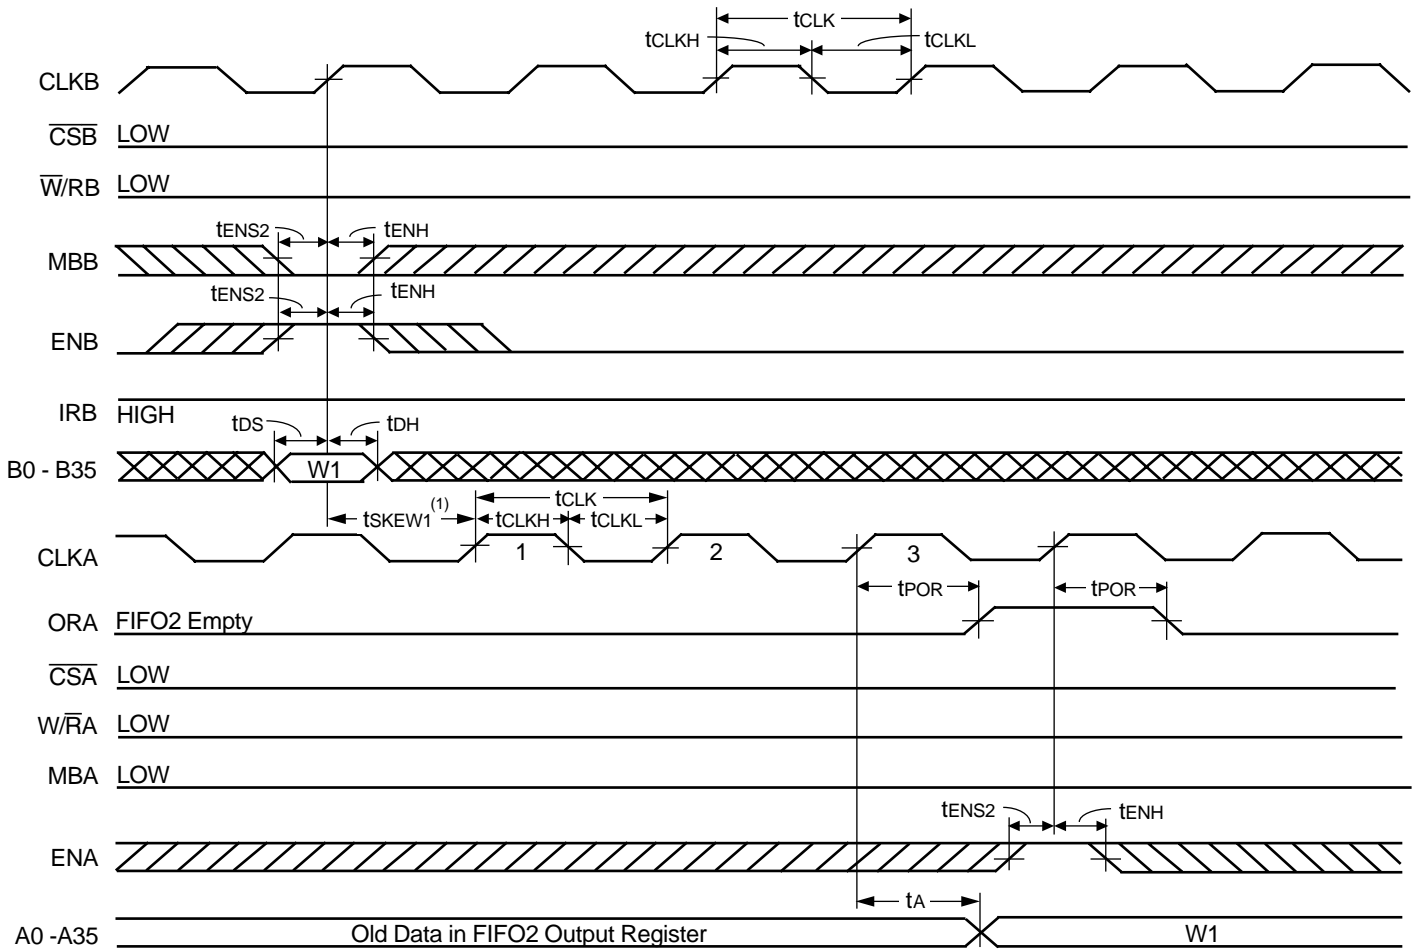 tCLK
tCLKH tCLKL
CLKB
CSB LOW
W/RB LOW
tENS2 tENH
MBB
tENS2 tENH
ENB
IRB HIGH
tDS tDH
B0 - B35 W1
tCLK
tSKEW1 (1) tCLKH tCLKL
CLKA 1 2 3
tPOR tPOR
ORA FIFO2 Empty
CSA LOW
W/RA LOW
MBA LOW
tENS2 tENH
ENA
tA
A0 -A35 Old Data in FIFO2 Output Register W1